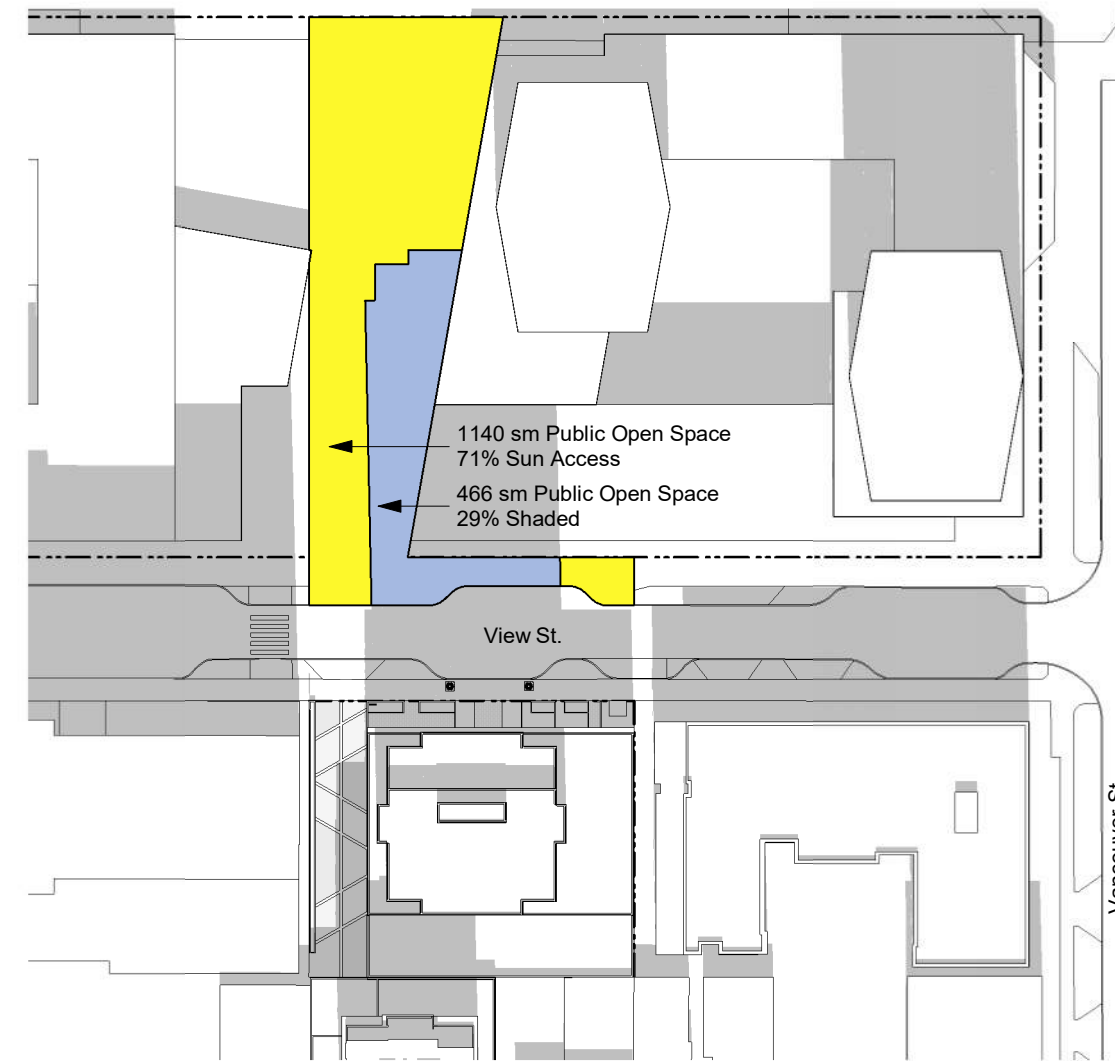 1140 sm Public Open Space
71% Sun Access
466 sm Public Open Space
29% Shaded
View St.
Vancouver St.